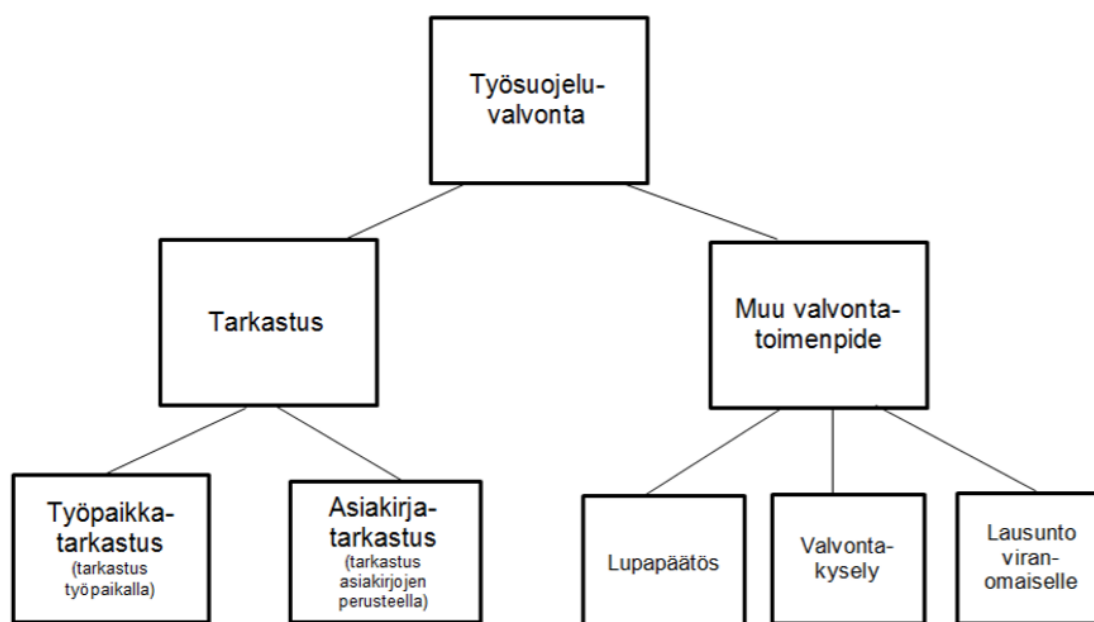 Työsuojelu-
valvonta
Tarkastus
Muu valvonta-
toimenpide
Työpaikka-
tarkastus
(tarkastus
työpaikalla)
Asiakirja-
tarkastus
(tarkastus
asiakirjojen
perusteella)
Lupapäätös
Valvonta-
kysely
Lausunto
viran-
omaiselle